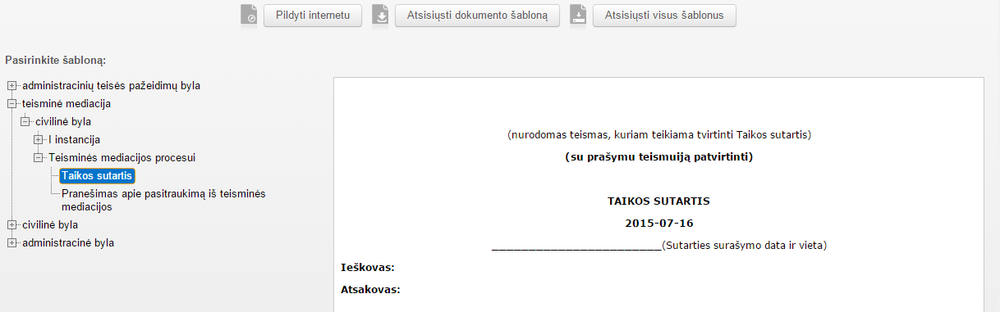 Pildyti internetu
Atsisiųsti dokumento šabloną
Atsisiųsti visus šablonus
Pasirinkite šabloną:
administracinių teisės pažeidimų byla
teisminė mediacija
civilinė byla
I instancija
Teisminės mediacijos procesui
Taikos sutartis
Pranešimas apie pasitraukimą iš teisminės
mediacijos
civilinė byla
administracinė byla
(nurodomas teismas, kuriam teikiama tvirtinti Taikos sutartis)
(su prašymu teismuiją patvirtinti)
TAIKOS SUTARTIS
2015-07-16
_______________________(Sutarties surašymo data ir vieta)
Ieškovas:
Atsakovas: